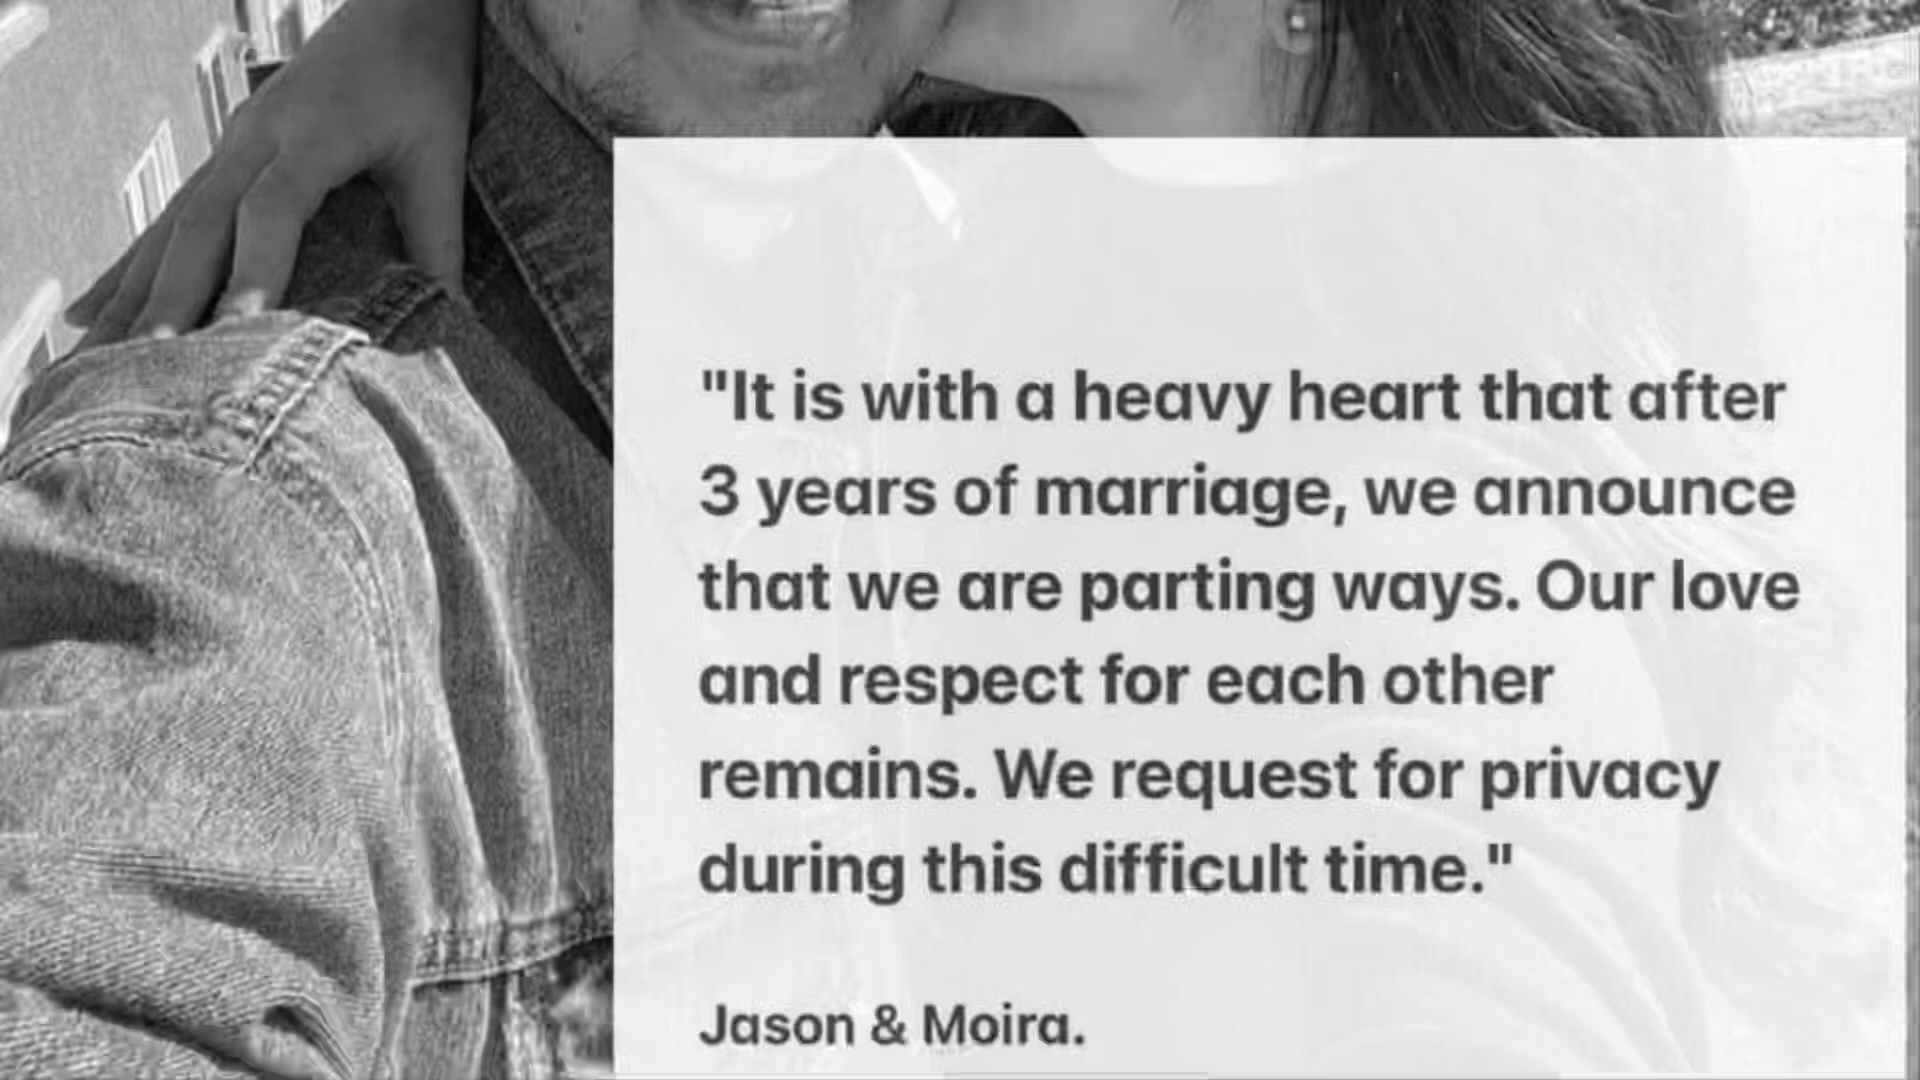 "It is with a heavy heart that after
3 years of marriage, we announce
that we are parting ways. Our love
and respect for each other
remains. We request for privacy
during this difficult time."
Jason & Moira.